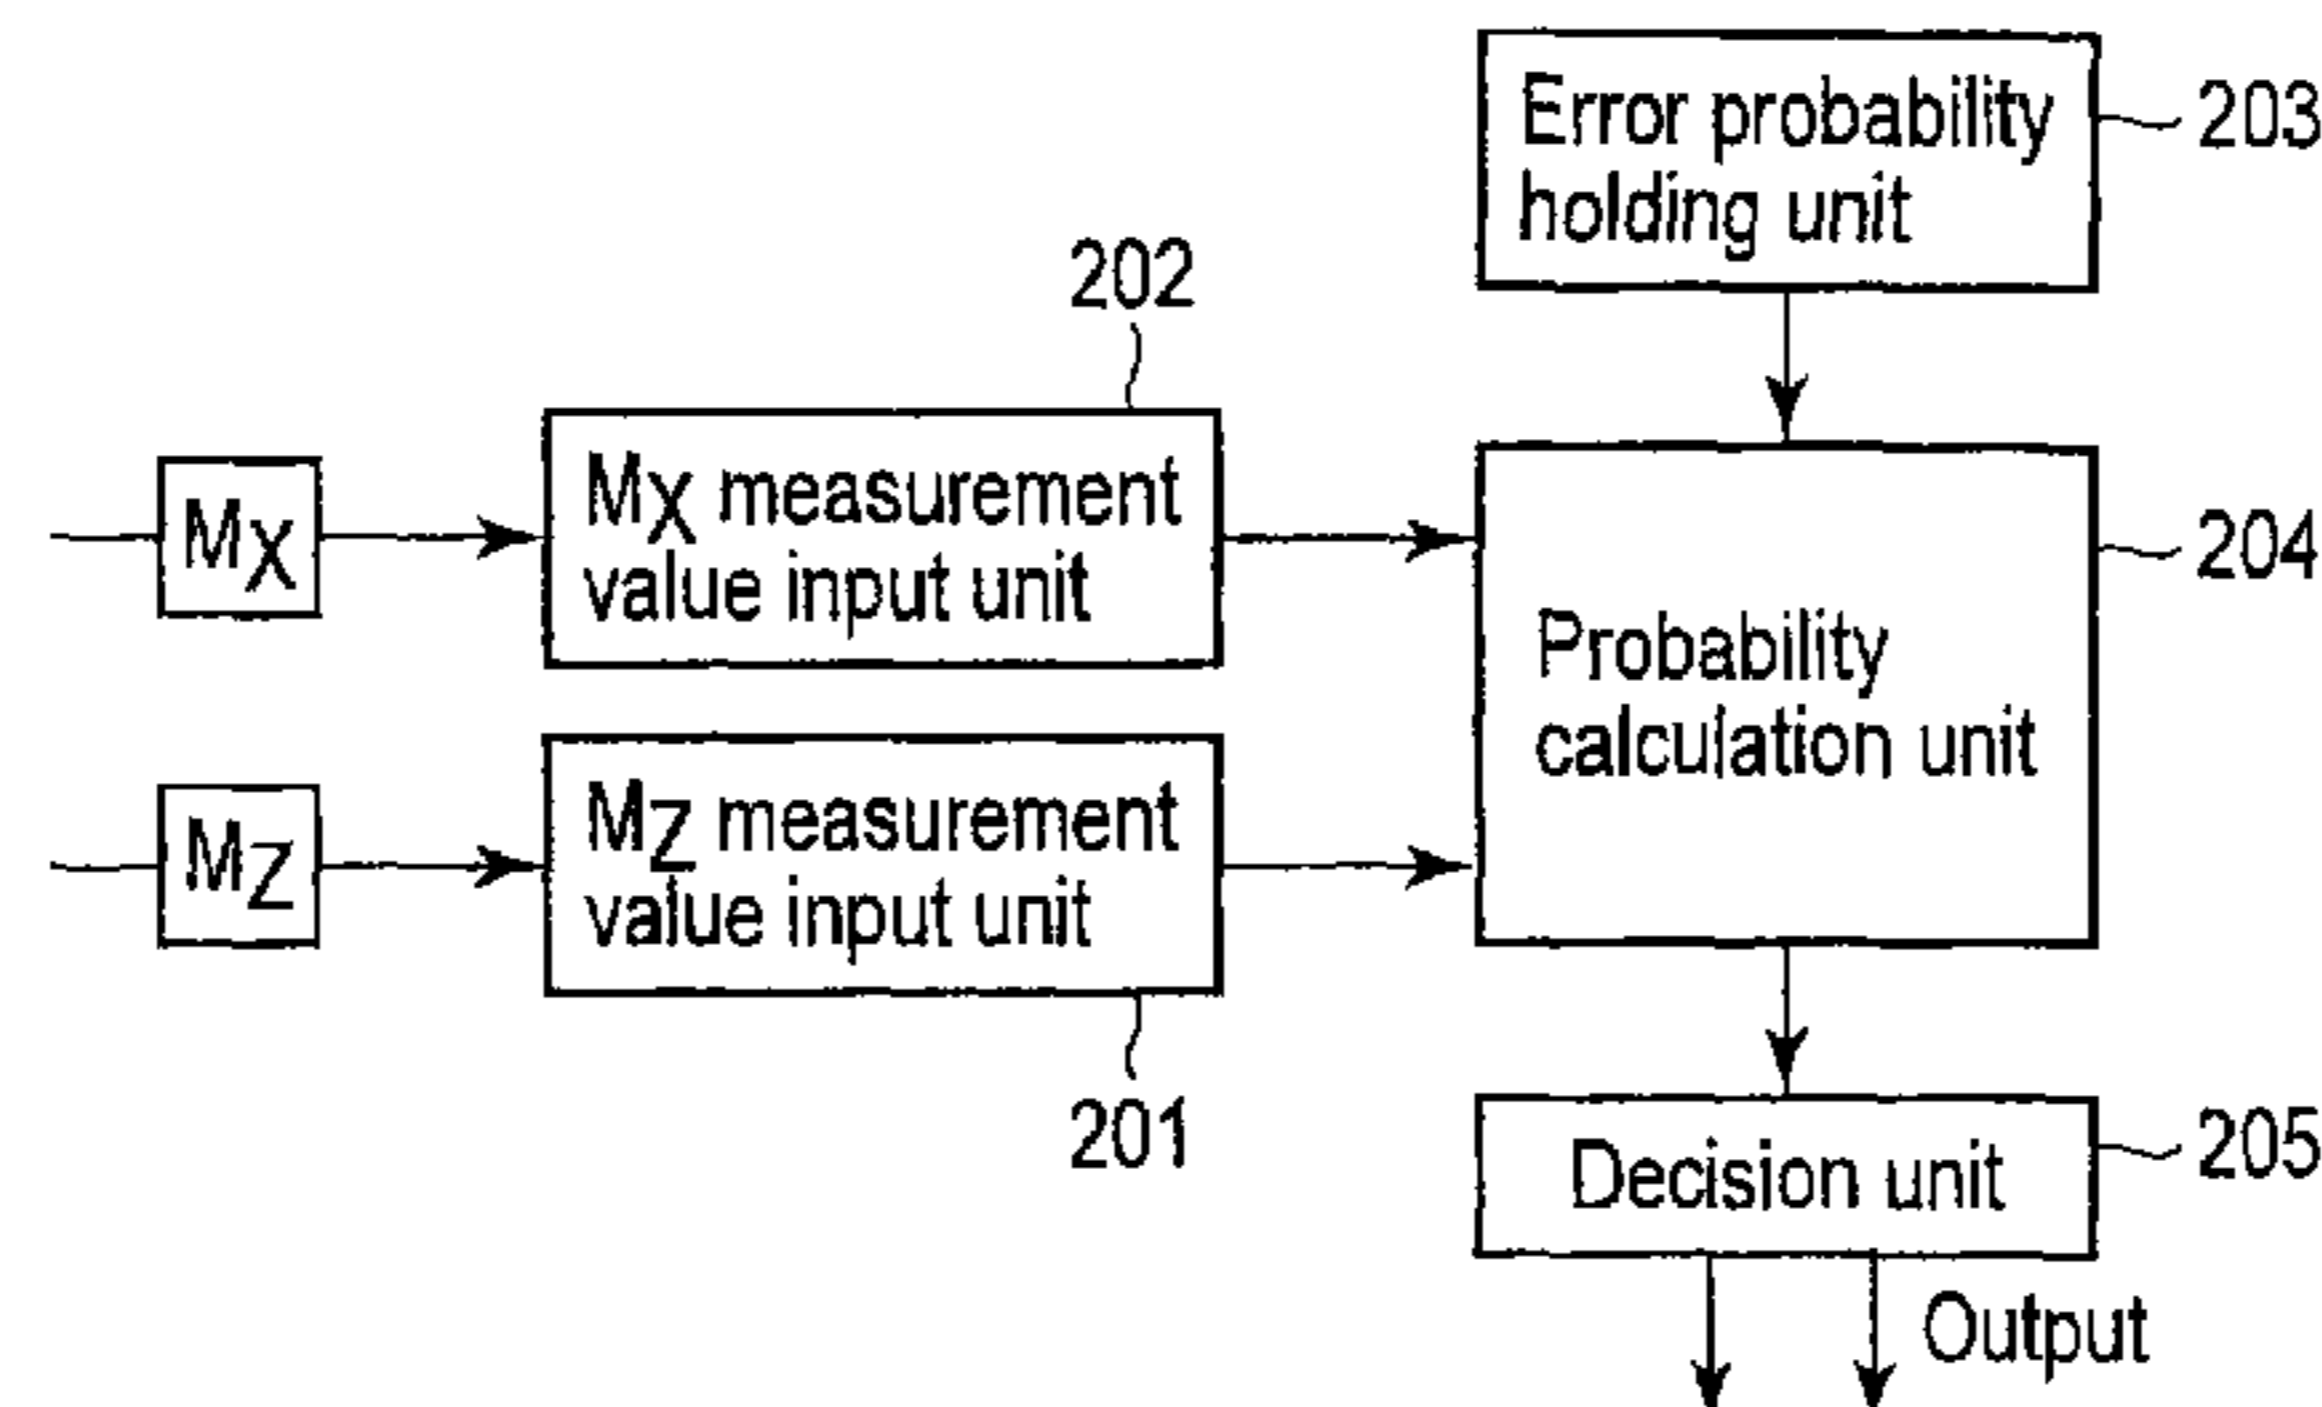 Error probability
holding unit
203
202
MX
MX measurement
value input unit
204
Probability
calculation unit
MZ
MZ measurement
value input unit
201
Decision unit
205
Output